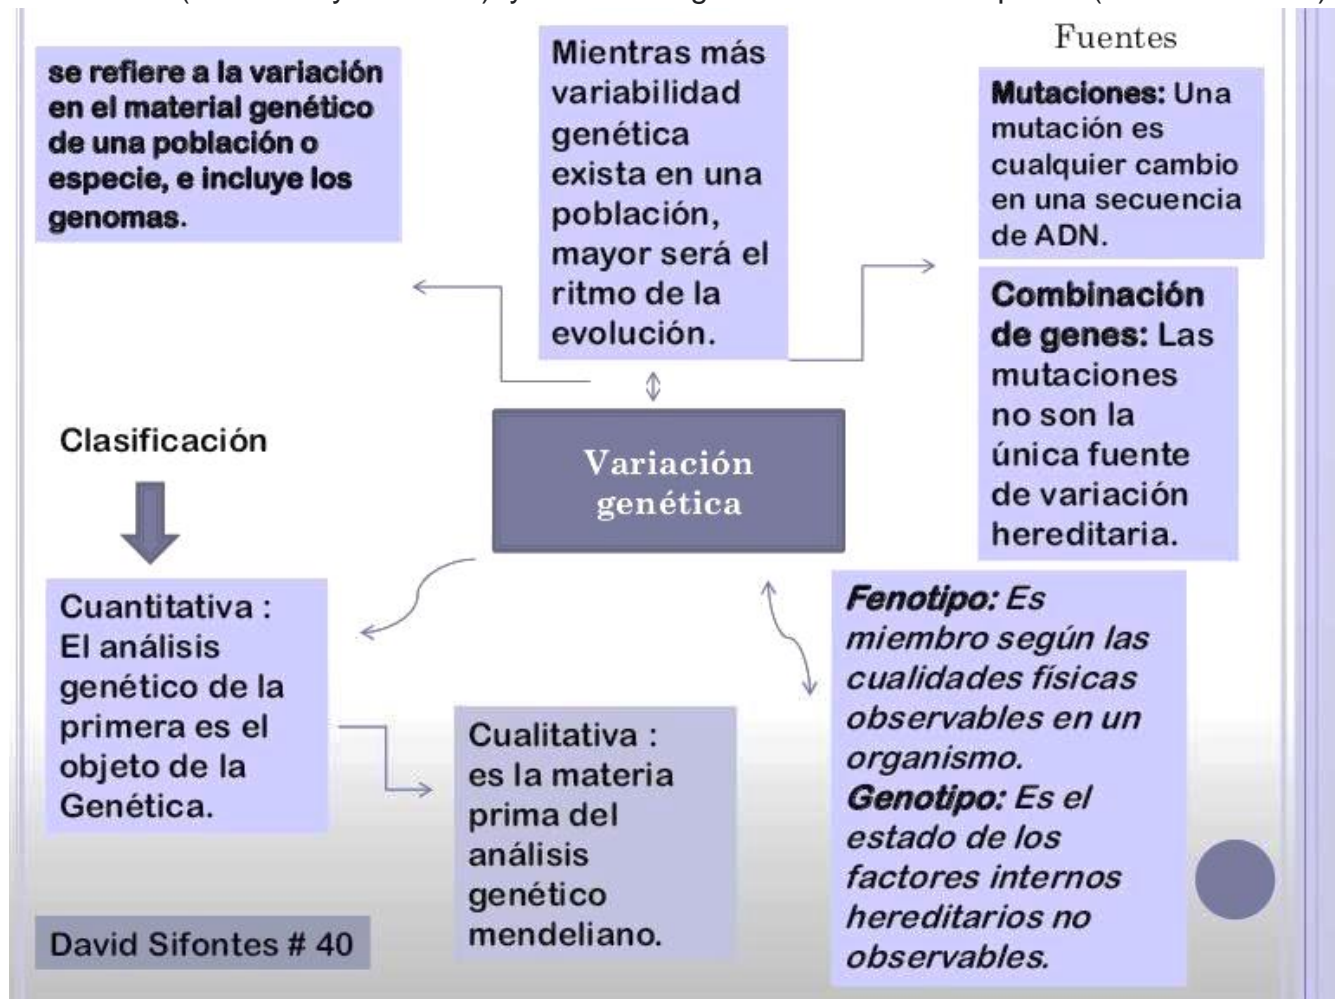 se refiere a la variación
en el material genético
de una población o
especie, e incluye los
genomas.
Mientras más
variabilidad
genética
exista en una
población,
mayor será el
ritmo de la
evolución.
Fuentes
Mutaciones: Una
mutación es
cualquier cambio
en una secuencia
de ADN.
Combinación
de genes: Las
mutaciones
no son la
única fuente
de variación
hereditaria.
Variación
genética
Clasificación
Cuantitativa :
El análisis
genético de la
primera es el
objeto de la
Genética.
Cualitativa :
es la materia
prima del
análisis
genético
mendeliano.
Fenotipo: Es
miembro según las
cualidades físicas
observables en un
organismo.
Genotipo: Es el
estado de los
factores internos
hereditarios no
observables.
David Sifontes # 40